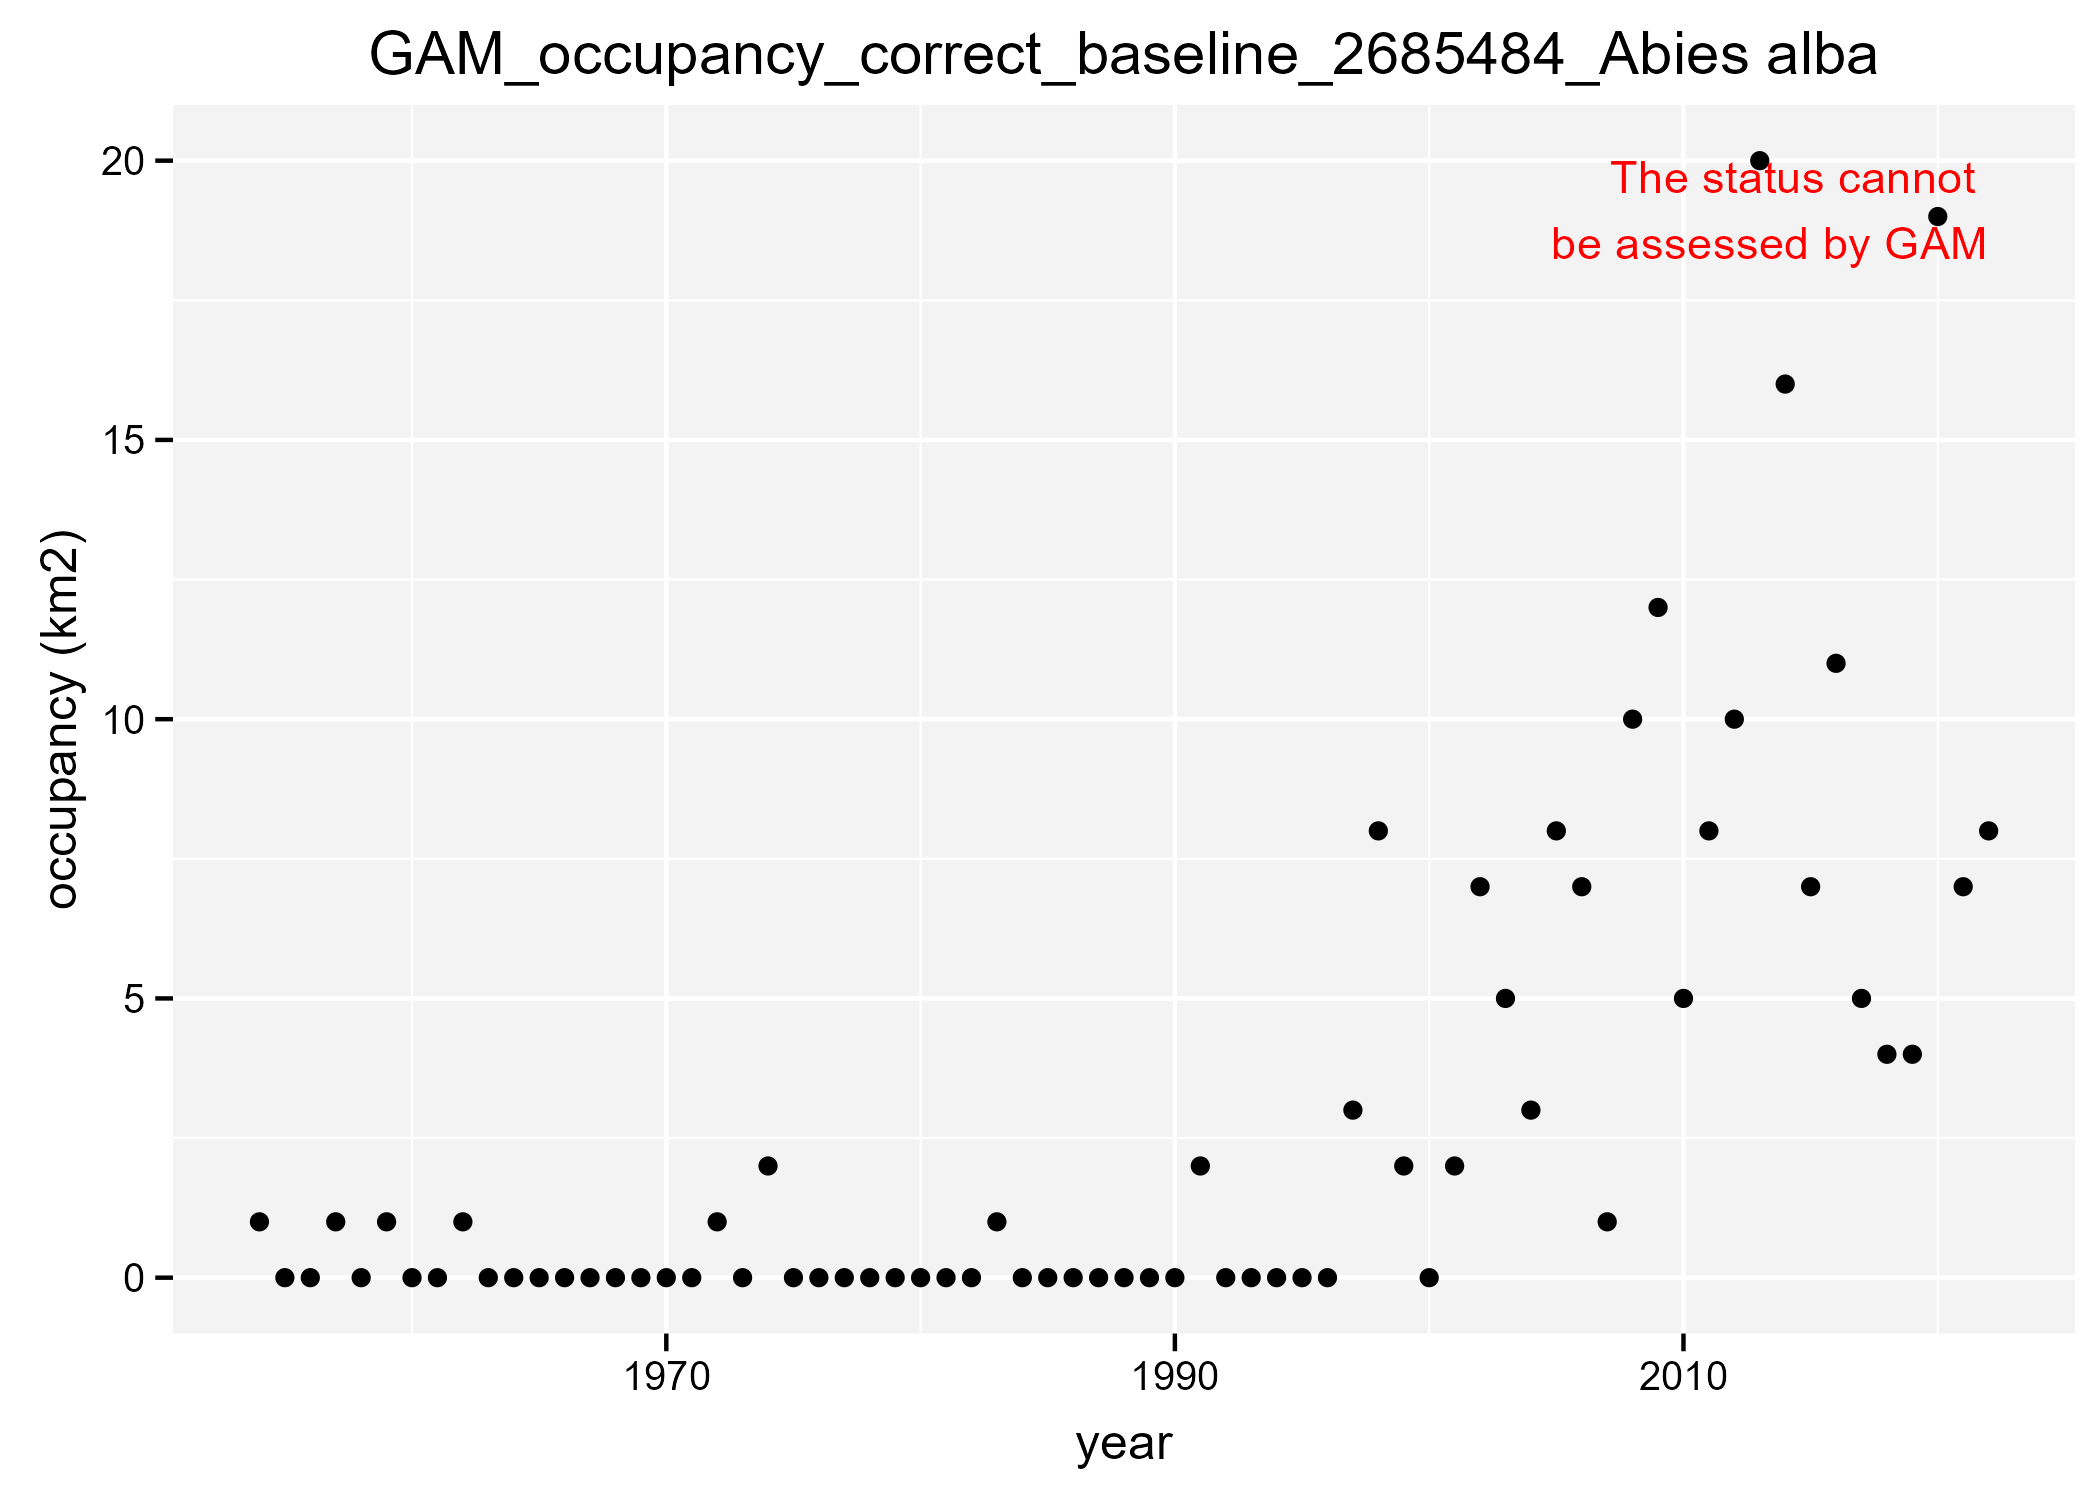 GAM_occupancy_correct_baseline_2685484_Abies alba
The status cannot
be assessed by GAM
20
15
10
5
0
occupancy (km2)
1970
1990
2010
year